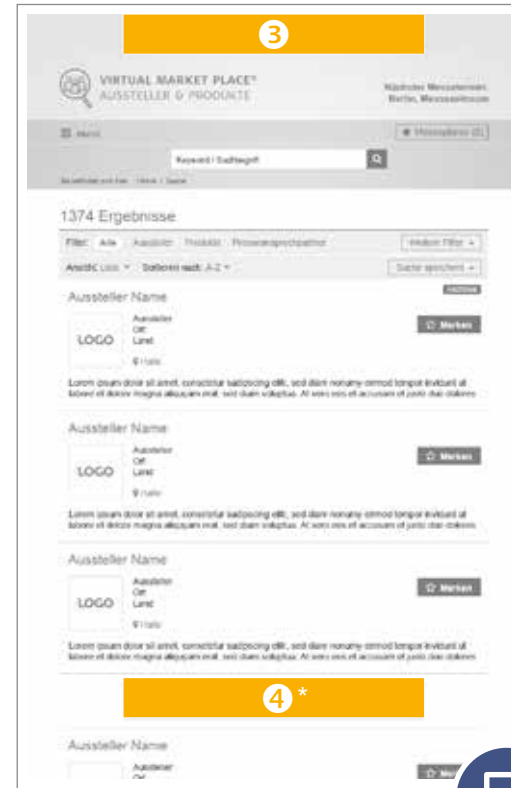 3
VIRTUAL MARKET PLACE®
AUSSTELLER & PRODUKTE
Nächster Messetermin:
Berlin, Messezeitraum
Menü
Keyword / Suchbegriff
1374 Ergebnisse
Filter: Alle Aussteller Produkte Presseansprechpartner
Weitere Filter
Ansicht: Liste Sortieren nach: A-Z
Suche speichern
Aussteller Name
LOGO
Aussteller
Ort
Land
Halle
Merken
Lorem ipsum dolor sit amet, consetetur sadipscing elitr, sed diam nonumy eirmod tempor invidunt ut
labore et dolore magna aliquyam erat, sed diam voluptua. At vero eos et accusam et justo duo dolores
Aussteller Name
LOGO
Aussteller
Ort
Land
Halle
Merken
Lorem ipsum dolor sit amet, consetetur sadipscing elitr, sed diam nonumy eirmod tempor invidunt ut
labore et dolore magna aliquyam erat, sed diam voluptua. At vero eos et accusam et justo duo dolores
Aussteller Name
LOGO
Aussteller
Ort
Land
Halle
Merken
Lorem ipsum dolor sit amet, consetetur sadipscing elitr, sed diam nonumy eirmod tempor invidunt ut
labore et dolore magna aliquyam erat, sed diam voluptua. At vero eos et accusam et justo duo dolores
4*
Aussteller Name
Aussteller
Ort